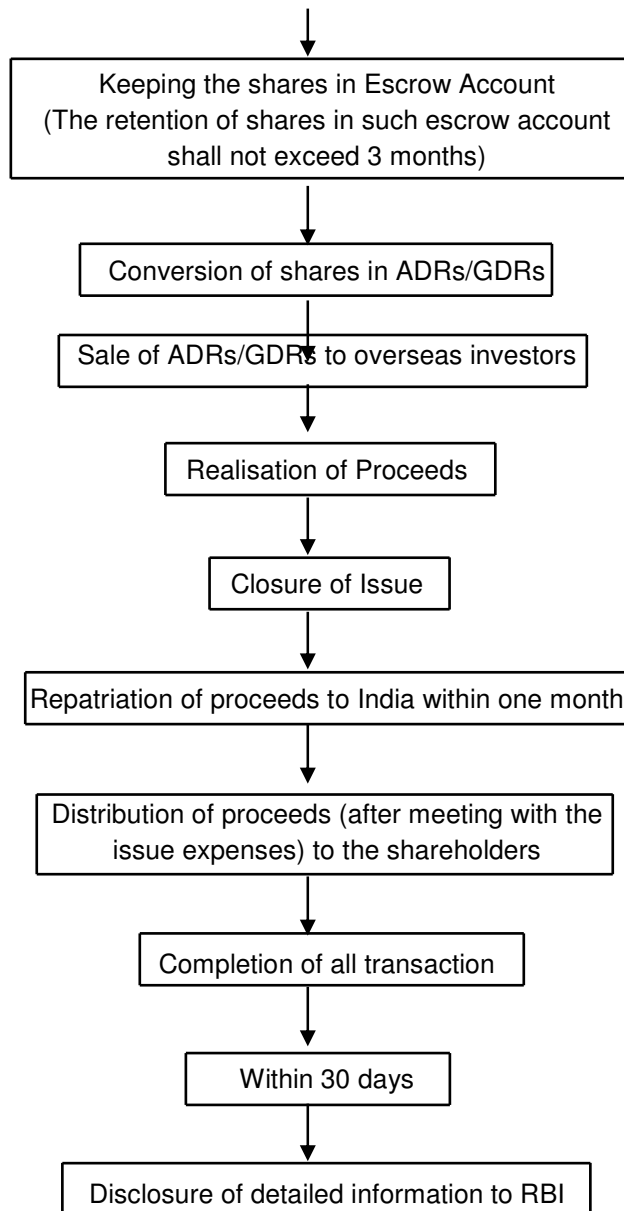 Keeping the shares in Escrow Account
(The retention of shares in such escrow account
shall not exceed 3 months)
Conversion of shares in ADRs/GDRs
Sale of ADRs/GDRs to overseas investors
Realisation of Proceeds
Closure of Issue
Repatriation of proceeds to India within one month
Distribution of proceeds (after meeting with the
issue expenses) to the shareholders
Completion of all transaction
Within 30 days
Disclosure of detailed information to RBI